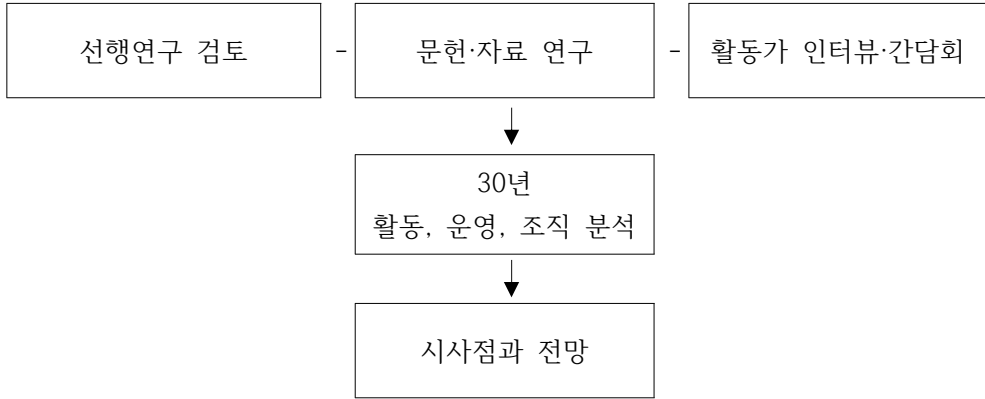 선행연구 검토 - 문헌·자료 연구 - 활동가 인터뷰·간담회
30년
활동, 운영, 조직 분석
시사점과 전망